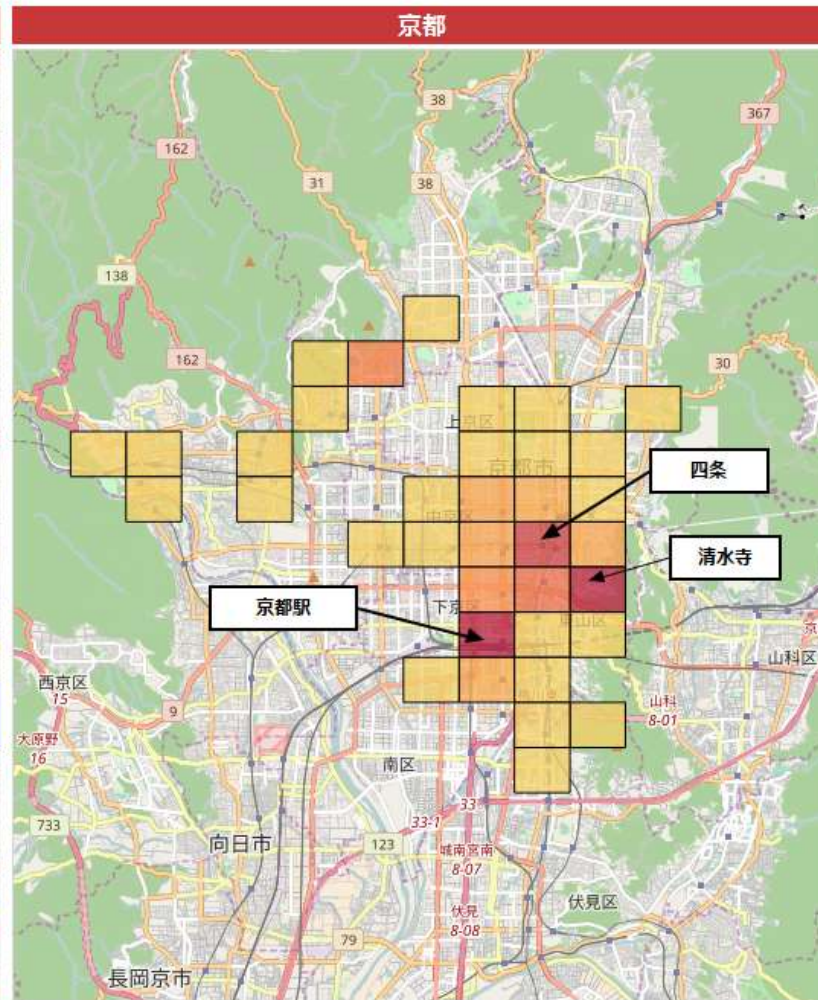 京都
38
367
162
31
38
138
162
30
上京区
京都市
四条
中京区
清水寺
京都駅
下京区
東山区
京
山科区
西京区
15
9
山科
8-01
大原野
16
南区
33
33-1
733
向日市
123
城南宮南
8-07
伏見
8-08
伏見区
79
長岡京市